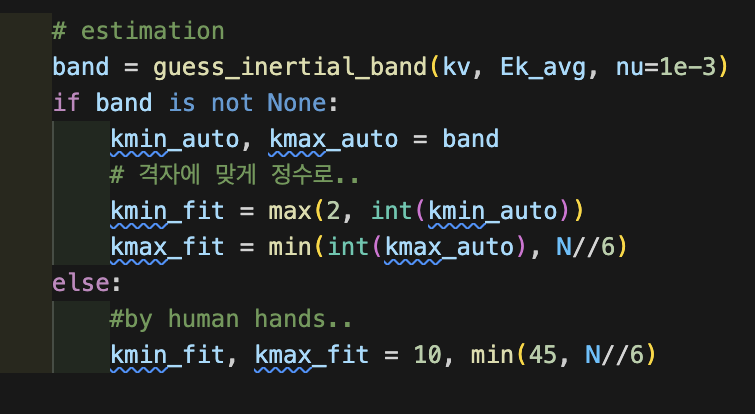 # estimation
band = guess_inertial_band(kv, Ek_avg, nu=1e-3)
if band is not None:
    kmin_auto, kmax_auto = band
    # 격자에 맞게 정수로..
    kmin_fit = max(2, int(kmin_auto))
    kmax_fit = min(int(kmax_auto), N//6)
else:
    #by human hands..
    kmin_fit, kmax_fit = 10, min(45, N//6)